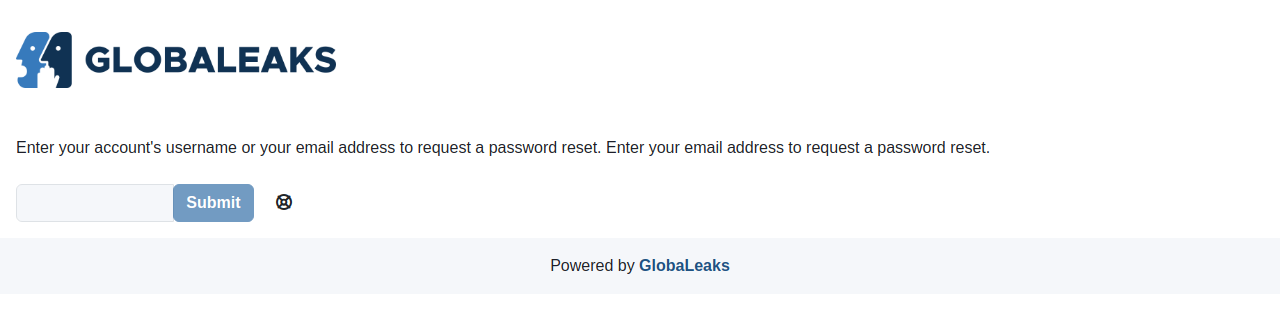 GLOBALEAKS
Enter your account's username or your email address to request a password reset. Enter your email address to request a password reset.
Submit
Powered by GlobaLeaks